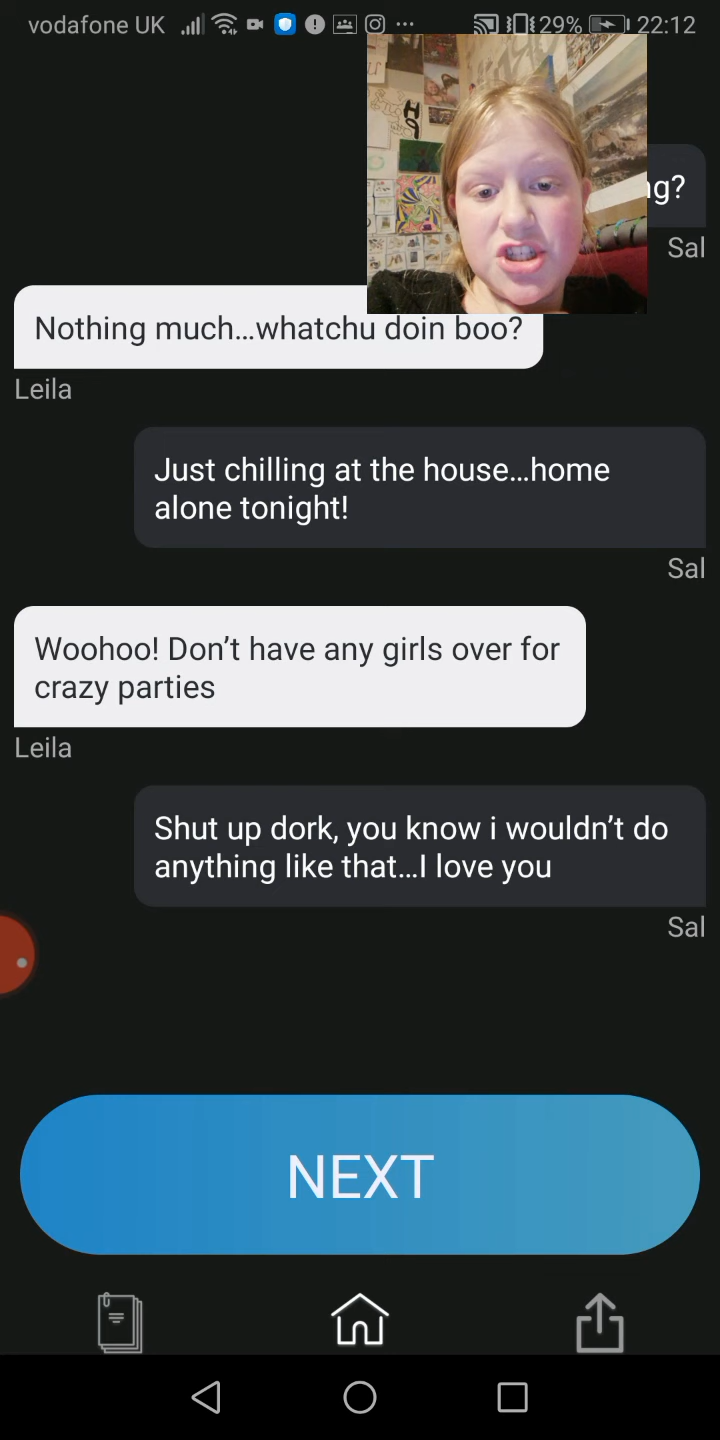 vodafone UK 29% 22:12
ng?
Sal
Nothing much...whatchu doin boo?
Leila
Just chilling at the house...home
alone tonight!
Sal
Woohoo! Don't have any girls over for
crazy parties
Leila
Shut up dork, you know i wouldn't do
anything like that...I love you
Sal
NEXT